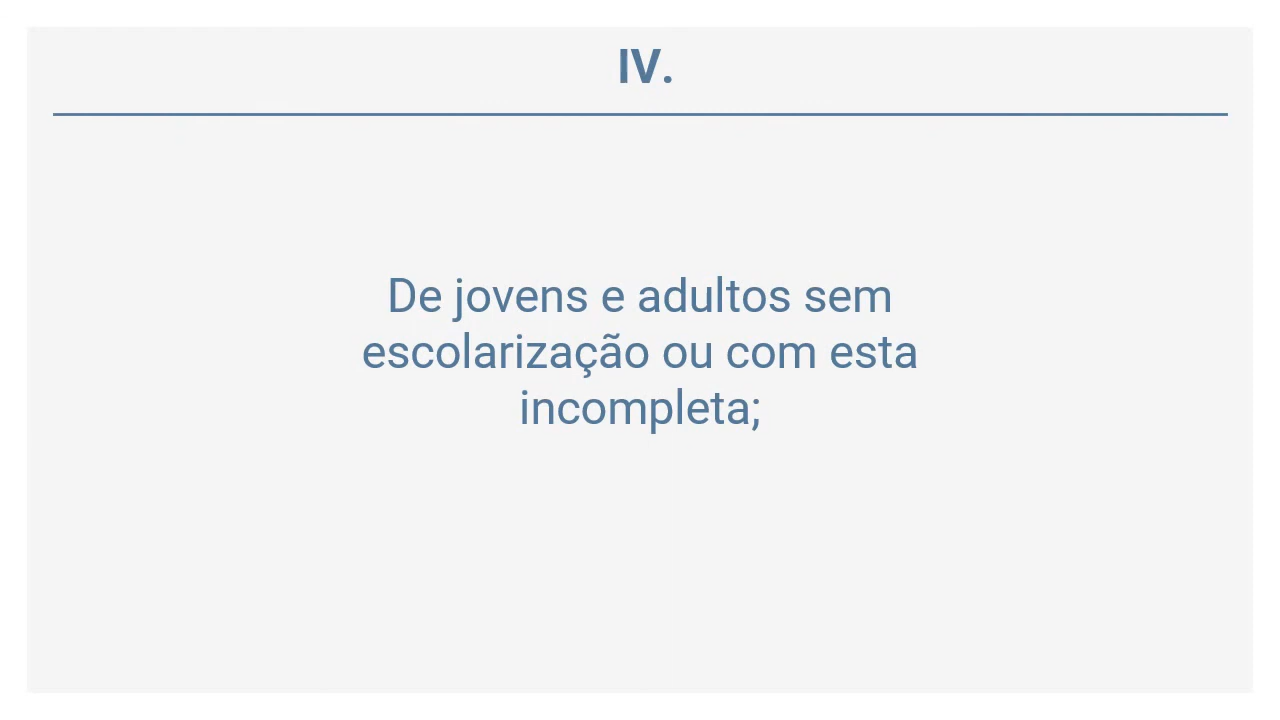 IV.
De jovens e adultos sem
escolarização ou com esta
incompleta;